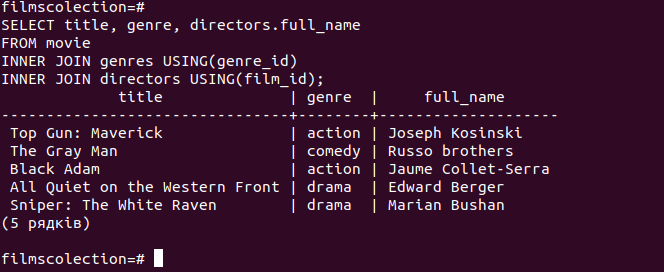 filmscolection=#
SELECT title, genre, directors.full_name
FROM movie
INNER JOIN genres USING(genre_id)
INNER JOIN directors USING(film_id);
title | genre | full_name
--------------------------------+--------+--------------------
Top Gun: Maverick | action | Joseph Kosinski
The Gray Man | comedy | Russo brothers
Black Adam | action | Jaume Collet-Serra
All Quiet on the Western Front | drama | Edward Berger
Sniper: The White Raven | drama | Marian Bushan
(5 рядків)
filmscolection=#